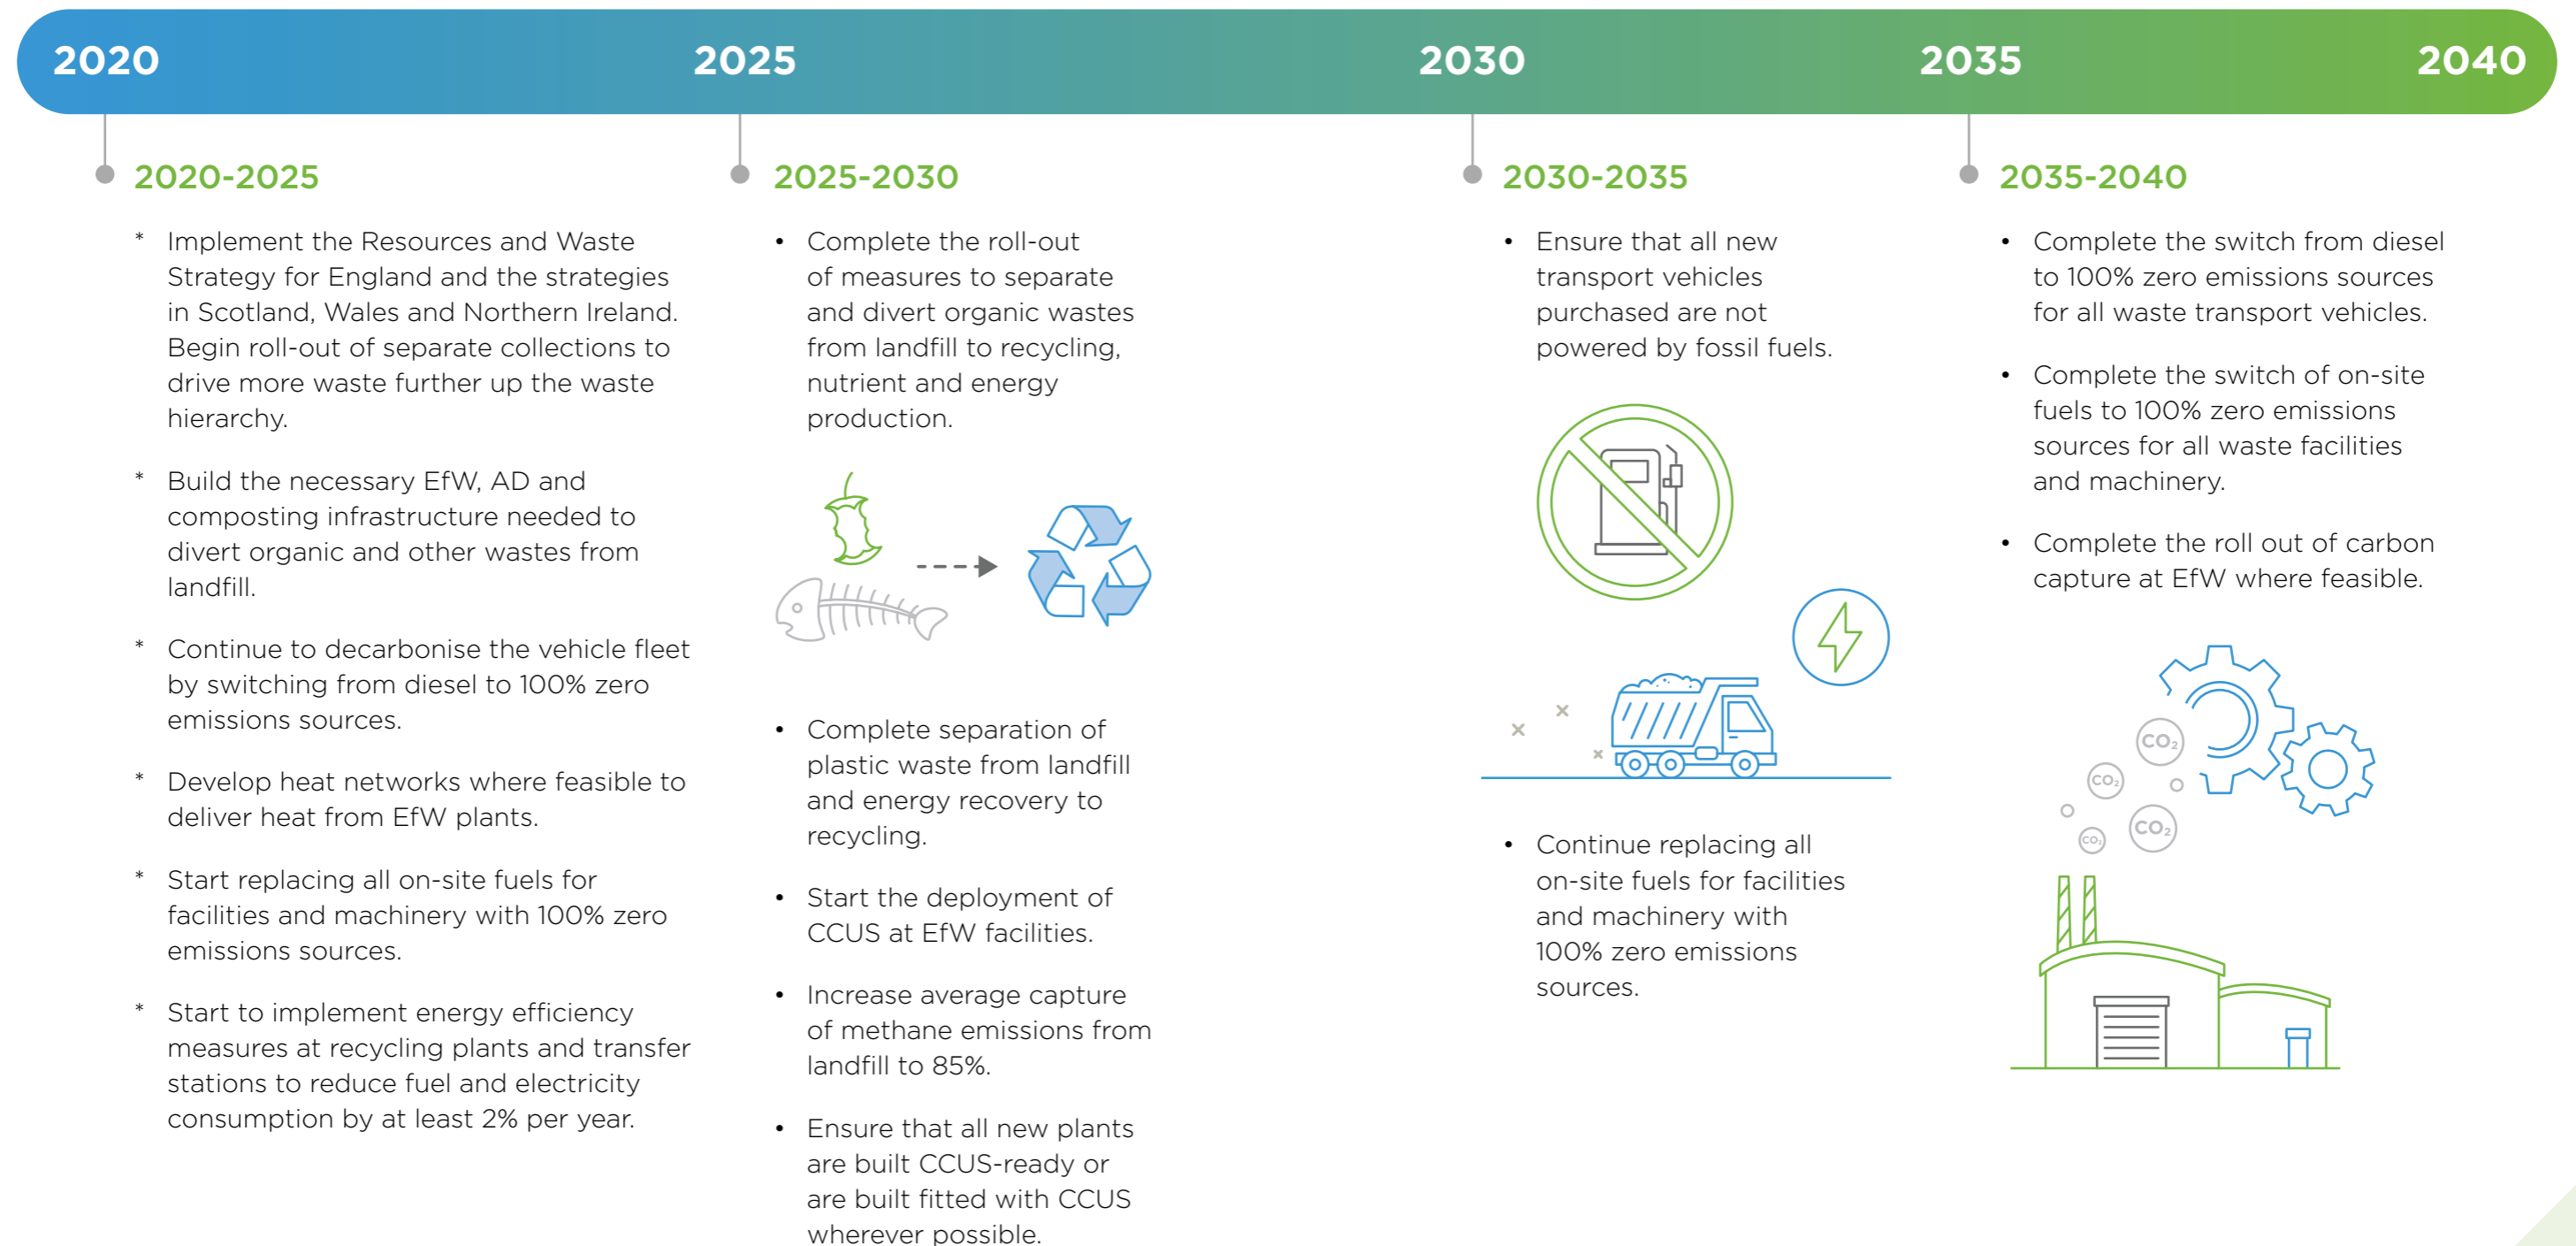 2020
2025
2030
2035
2040
2020-2025
* Implement the Resources and Waste
Strategy for England and the strategies
in Scotland, Wales and Northern Ireland.
Begin roll-out of separate collections to
drive more waste further up the waste
hierarchy.
* Build the necessary EfW, AD and
composting infrastructure needed to
divert organic and other wastes from
landfill.
* Continue to decarbonise the vehicle fleet
by switching from diesel to 100% zero
emissions sources.
* Develop heat networks where feasible to
deliver heat from EfW plants.
* Start replacing all on-site fuels for
facilities and machinery with 100% zero
emissions sources.
* Start to implement energy efficiency
measures at recycling plants and transfer
stations to reduce fuel and electricity
consumption by at least 2% per year.
2025-2030
• Complete the roll-out
of measures to separate
and divert organic wastes
from landfill to recycling,
nutrient and energy
production.
• Complete separation of
plastic waste from landfill
and energy recovery to
recycling.
• Start the deployment of
CCUS at EfW facilities.
• Increase average capture
of methane emissions from
landfill to 85%.
• Ensure that all new plants
are built CCUS-ready or
are built fitted with CCUS
wherever possible.
2030-2035
• Ensure that all new
transport vehicles
purchased are not
powered by fossil fuels.
• Continue replacing all
on-site fuels for facilities
and machinery with
100% zero emissions
sources.
2035-2040
• Complete the switch from diesel
to 100% zero emissions sources
for all waste transport vehicles.
• Complete the switch of on-site
fuels to 100% zero emissions
sources for all waste facilities
and machinery.
• Complete the roll out of carbon
capture at EfW where feasible.
CO₂
CO₂
CO₂
CO₂